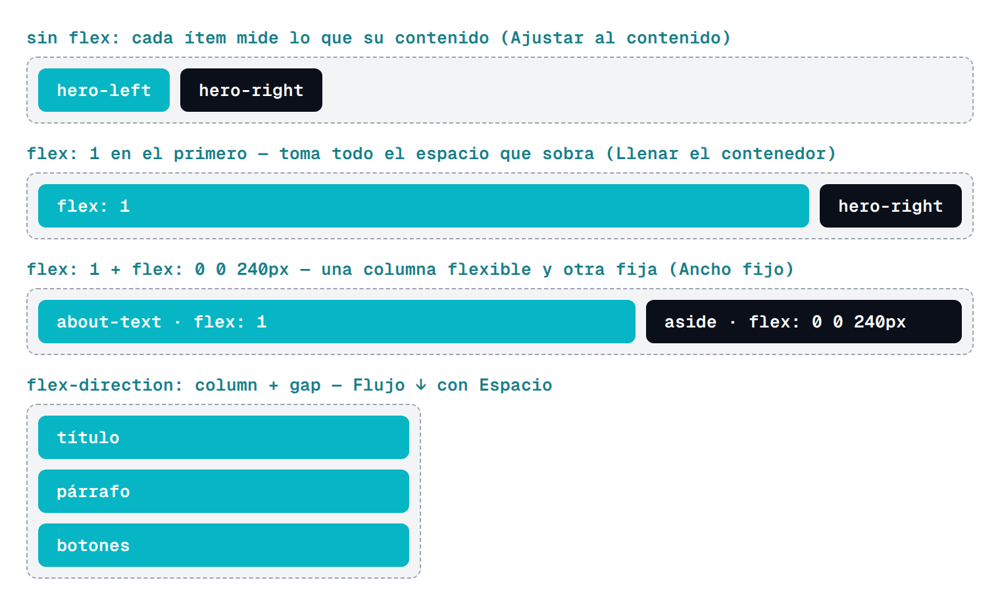 sin flex: cada ítem mide lo que su contenido (Ajustar al contenido)
hero-left hero-right
flex: 1 en el primero — toma todo el espacio que sobra (Llenar el contenedor)
flex: 1 hero-right
flex: 1 + flex: 0 0 240px — una columna flexible y otra fija (Ancho fijo)
about-text · flex: 1 aside · flex: 0 0 240px
flex-direction: column + gap — Flujo ↓ con Espacio
título
párrafo
botones